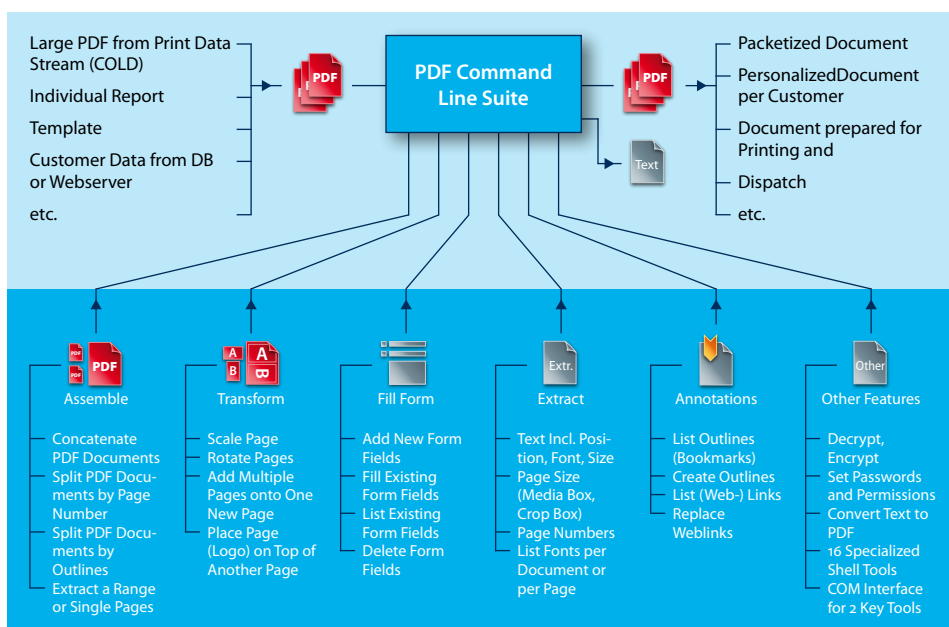 Large PDF from Print Data
Stream (COLD)
Individual Report
Template
Customer Data from DB
or Webserver
etc.
PDF
PDF Command
Line Suite
PDF
Text
Packetized Document
PersonalizedDocument
per Customer
Document prepared for
Printing and
Dispatch
etc.
PDF
PDF
PDF
Assemble
Concatenate
PDF Documents
Split PDF Docu-
ments by Page
Number
Split PDF Docu-
ments by
Outlines
Extract a Range
or Single Pages
A
B
A
B
Transform
Scale Page
Rotate Pages
Add Multiple
Pages onto One
New Page
Place Page
(Logo) on Top of
Another Page
Fill Form
Add New Form
Fields
Fill Existing
Form Fields
List Existing
Form Fields
Delete Form
Fields
Extr.
Extract
Text Incl. Posi-
tion, Font, Size
Page Size
(Media Box,
Crop Box)
Page Numbers
List Fonts per
Document or
per Page
Annotations
List Outlines
(Bookmarks)
Create Outlines
List (Web-) Links
Replace
Weblinks
Other
Other Features
Decrypt,
Encrypt
Set Passwords
and Permissions
Convert Text to
PDF
16 Specialized
Shell Tools
COM Interface
for 2 Key Tools